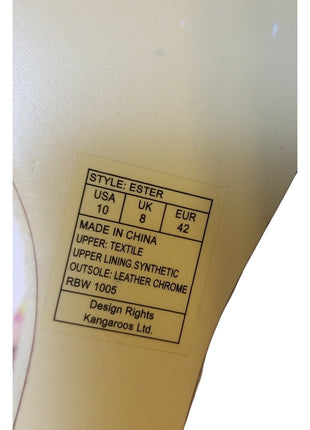 STYLE: ESTER
USA UK EUR
10 8 42
MADE IN CHINA
UPPER: TEXTILE
UPPER LINING SYNTHETIC
OUTSOLE: LEATHER CHROME
RBW 1005
Design Rights
Kangaroos Ltd.